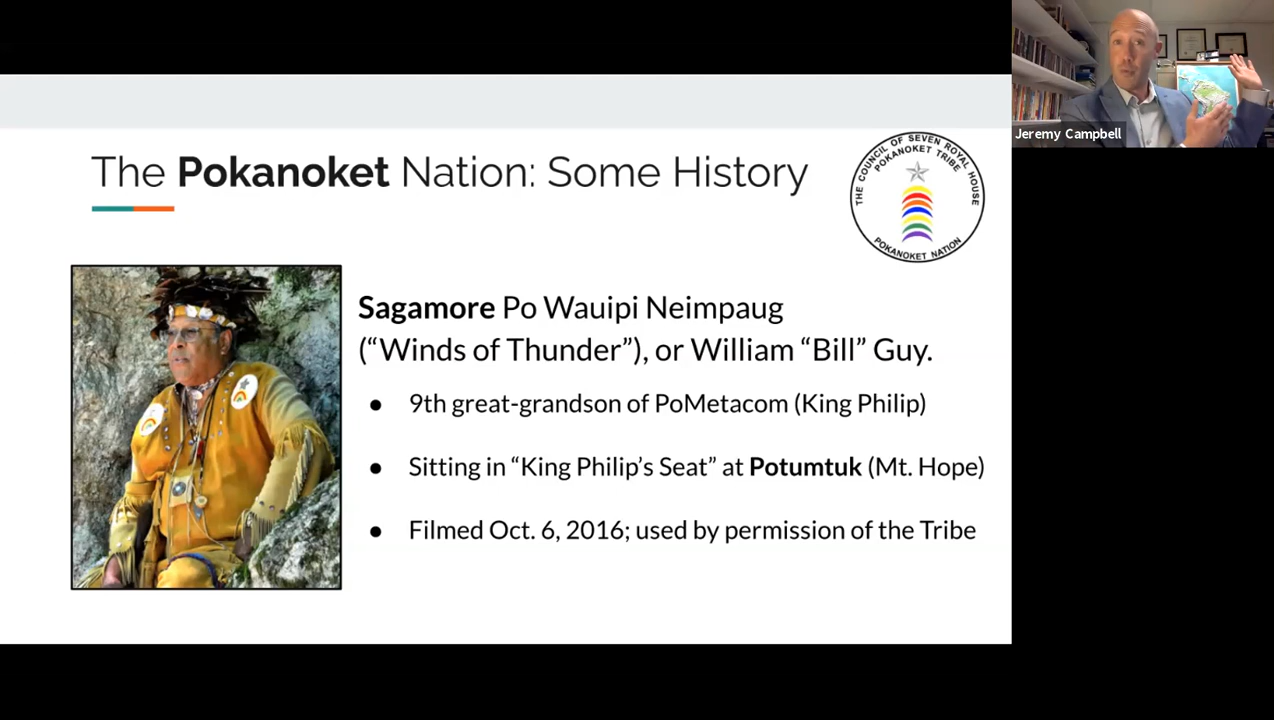 The Pokanoket Nation: Some History
THE COUNCIL OF SEVEN ROYAL HOUSE
POKANOKET TRIBE
POKANOKET NATION
Jeremy Campbell
Sagamore Po Wauipi Neimpaug
(“Winds of Thunder”), or William “Bill” Guy.
● 9th great-grandson of PoMetacom (King Philip)
● Sitting in “King Philip’s Seat” at Potumtuk (Mt. Hope)
● Filmed Oct. 6, 2016; used by permission of the Tribe